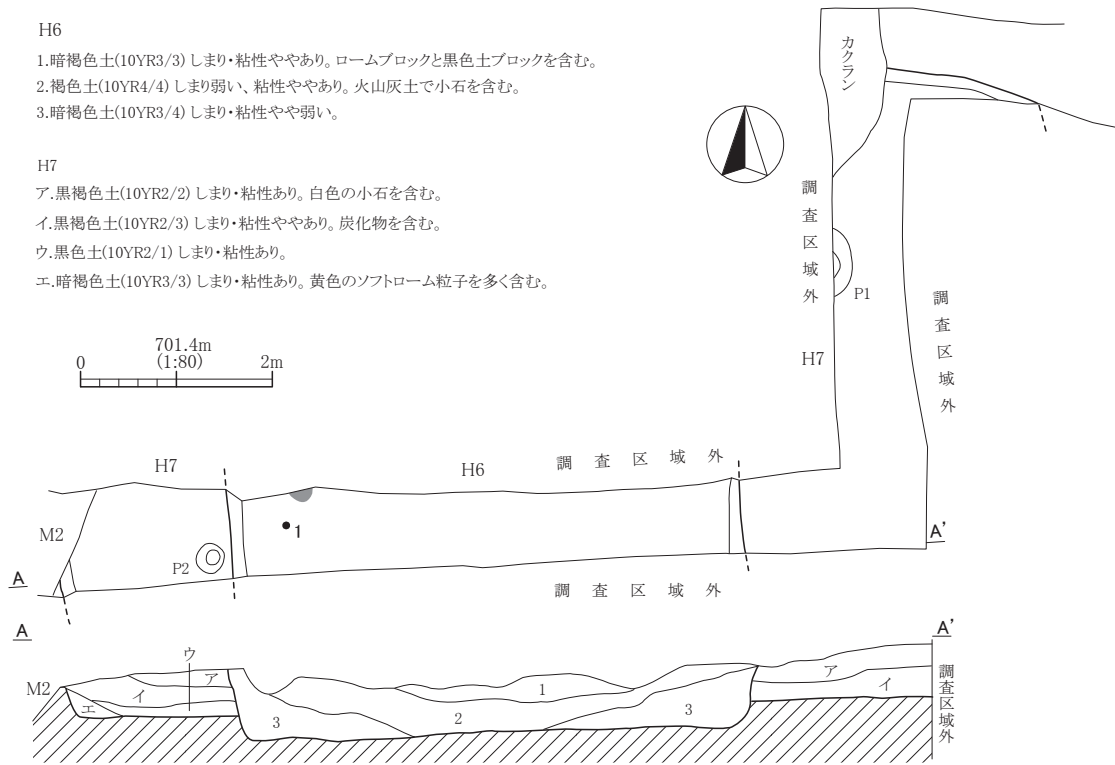 H6
1.暗褐色土(10YR3/3) しまり・粘性ややあり。ロームブロックと黒色土ブロックを含む。
2.褐色土(10YR4/4) しまり弱い、粘性ややあり。火山灰土で小石を含む。
3.暗褐色土(10YR3/4) しまり・粘性やや弱い。
H7
ア.黒褐色土(10YR2/2) しまり・粘性あり。白色の小石を含む。
イ.黒褐色土(10YR2/3) しまり・粘性ややあり。炭化物を含む。
ウ.黒色土(10YR2/1) しまり・粘性あり。
エ.暗褐色土(10YR3/3) しまり・粘性あり。黄色のソフトローム粒子を多く含む。
701.4m
0 (1:80) 2m
カクラン
調査区域外
P1
H7
調査区域外
H7
H6
調査区域外
M2
1
P2
A
A'
調査区域外
A
A'
M2
ウ
ア
イ
エ
3
2
1
3
ア
イ
調査区域外